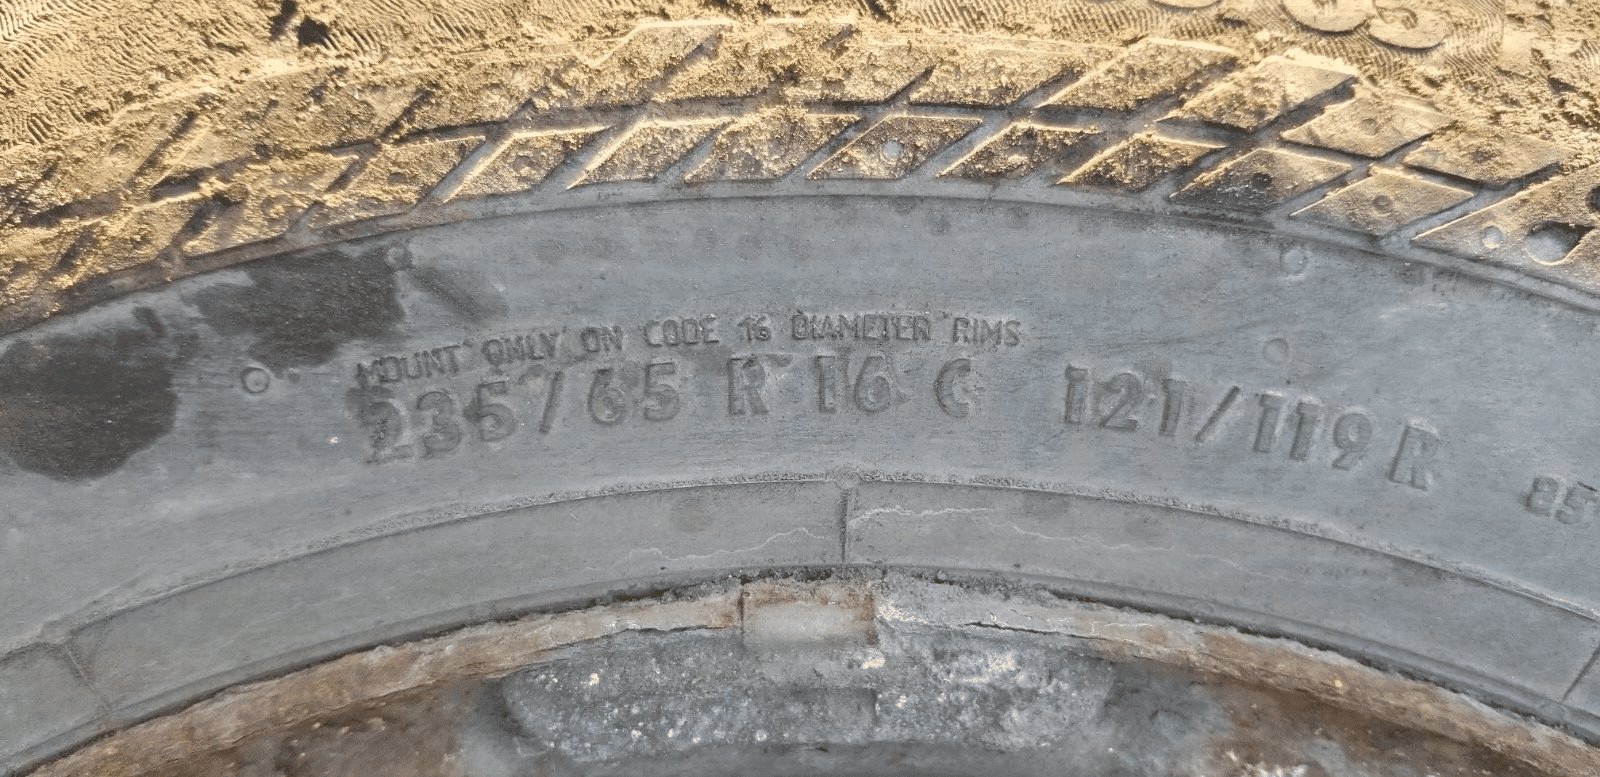 MOUNT ONLY ON CODE 16 DIAMETER RIMS
235/65 R 16 C 121/119 R